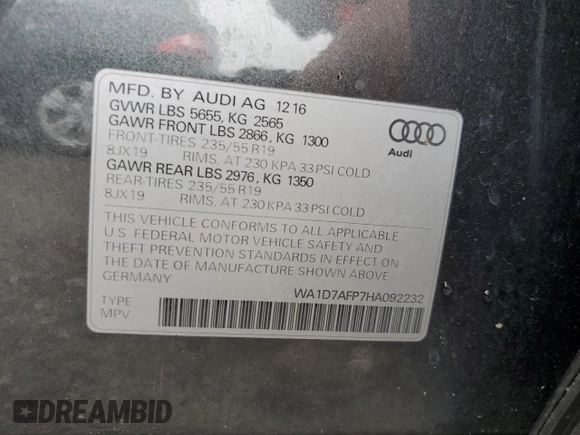 MFD. BY AUDI AG 12 16
GVWR LBS 5655, KG 2565
GAWR FRONT LBS 2866, KG 1300
FRONT-TIRES 235/55 R19
8JX19 RIMS, AT 230 KPA 33 PSI COLD
GAWR REAR LBS 2976, KG 1350
REAR-TIRES 235/55 R19
8JX19 RIMS, AT 230 KPA 33 PSI COLD
THIS VEHICLE CONFORMS TO ALL APPLICABLE
U.S. FEDERAL MOTOR VEHICLE SAFETY AND
THEFT PREVENTION STANDARDS IN EFFECT ON
THE DATE OF MANUFACTURE SHOWN ABOVE.
GERMANY
WA1D7AFP7HA092232
TYPE
MPV
Audi
DREAMBID